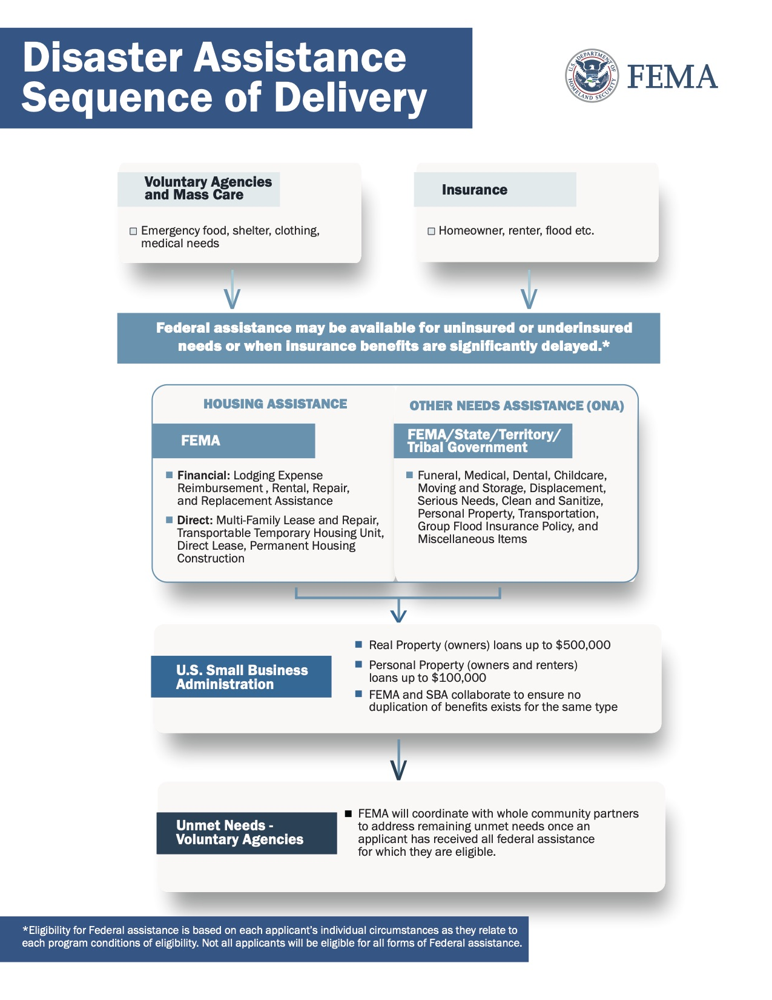 Disaster Assistance
Sequence of Delivery
U.S. DEPARTMENT OF
HOMELAND SECURITY
FEMA
Voluntary Agencies
and Mass Care
Emergency food, shelter, clothing,
medical needs
Insurance
Homeowner, renter, flood etc.
Federal assistance may be available for uninsured or underinsured
needs or when insurance benefits are significantly delayed.*
HOUSING ASSISTANCE
FEMA
Financial: Lodging Expense
Reimbursement , Rental, Repair,
and Replacement Assistance
Direct: Multi-Family Lease and Repair,
Transportable Temporary Housing Unit,
Direct Lease, Permanent Housing
Construction
OTHER NEEDS ASSISTANCE (ONA)
FEMA/State/Territory/
Tribal Government
Funeral, Medical, Dental, Childcare,
Moving and Storage, Displacement,
Serious Needs, Clean and Sanitize,
Personal Property, Transportation,
Group Flood Insurance Policy, and
Miscellaneous Items
U.S. Small Business
Administration
Real Property (owners) loans up to $500,000
Personal Property (owners and renters)
loans up to $100,000
FEMA and SBA collaborate to ensure no
duplication of benefits exists for the same type
Unmet Needs -
Voluntary Agencies
FEMA will coordinate with whole community partners
to address remaining unmet needs once an
applicant has received all federal assistance
for which they are eligible.
*Eligibility for Federal assistance is based on each applicant's individual circumstances as they relate to
each program conditions of eligibility. Not all applicants will be eligible for all forms of Federal assistance.